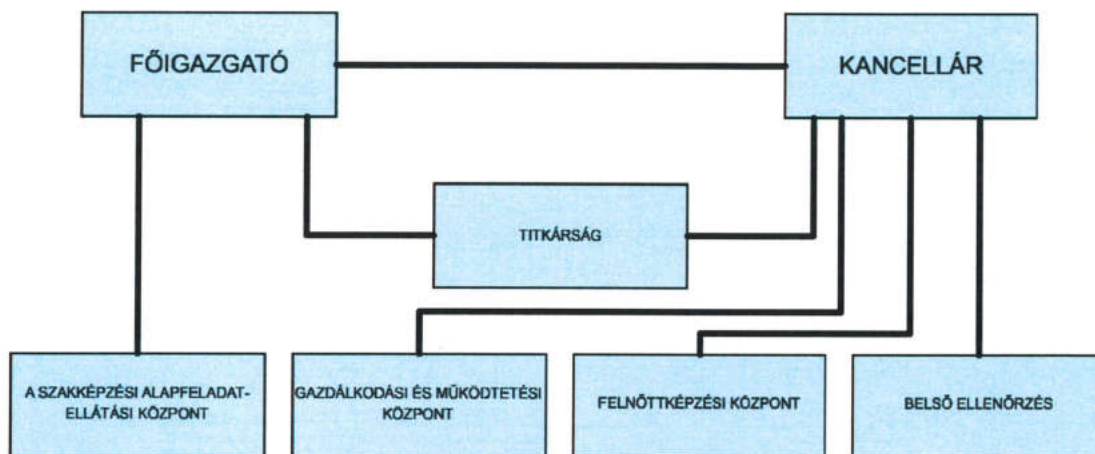 FŐIGAZGATÓ
KANCELLÁR
TITKÁRSÁG
A SZAKKÉPZÉSI ALAPFELADAT-
ELLÁTÁSI KÖZPONT
GAZDÁLKODÁSI ÉS MŰKÖDTETÉSI
KÖZPONT
FELNŐTTKÉPZÉSI KÖZPONT
BELSŐ ELLENŐRZÉS